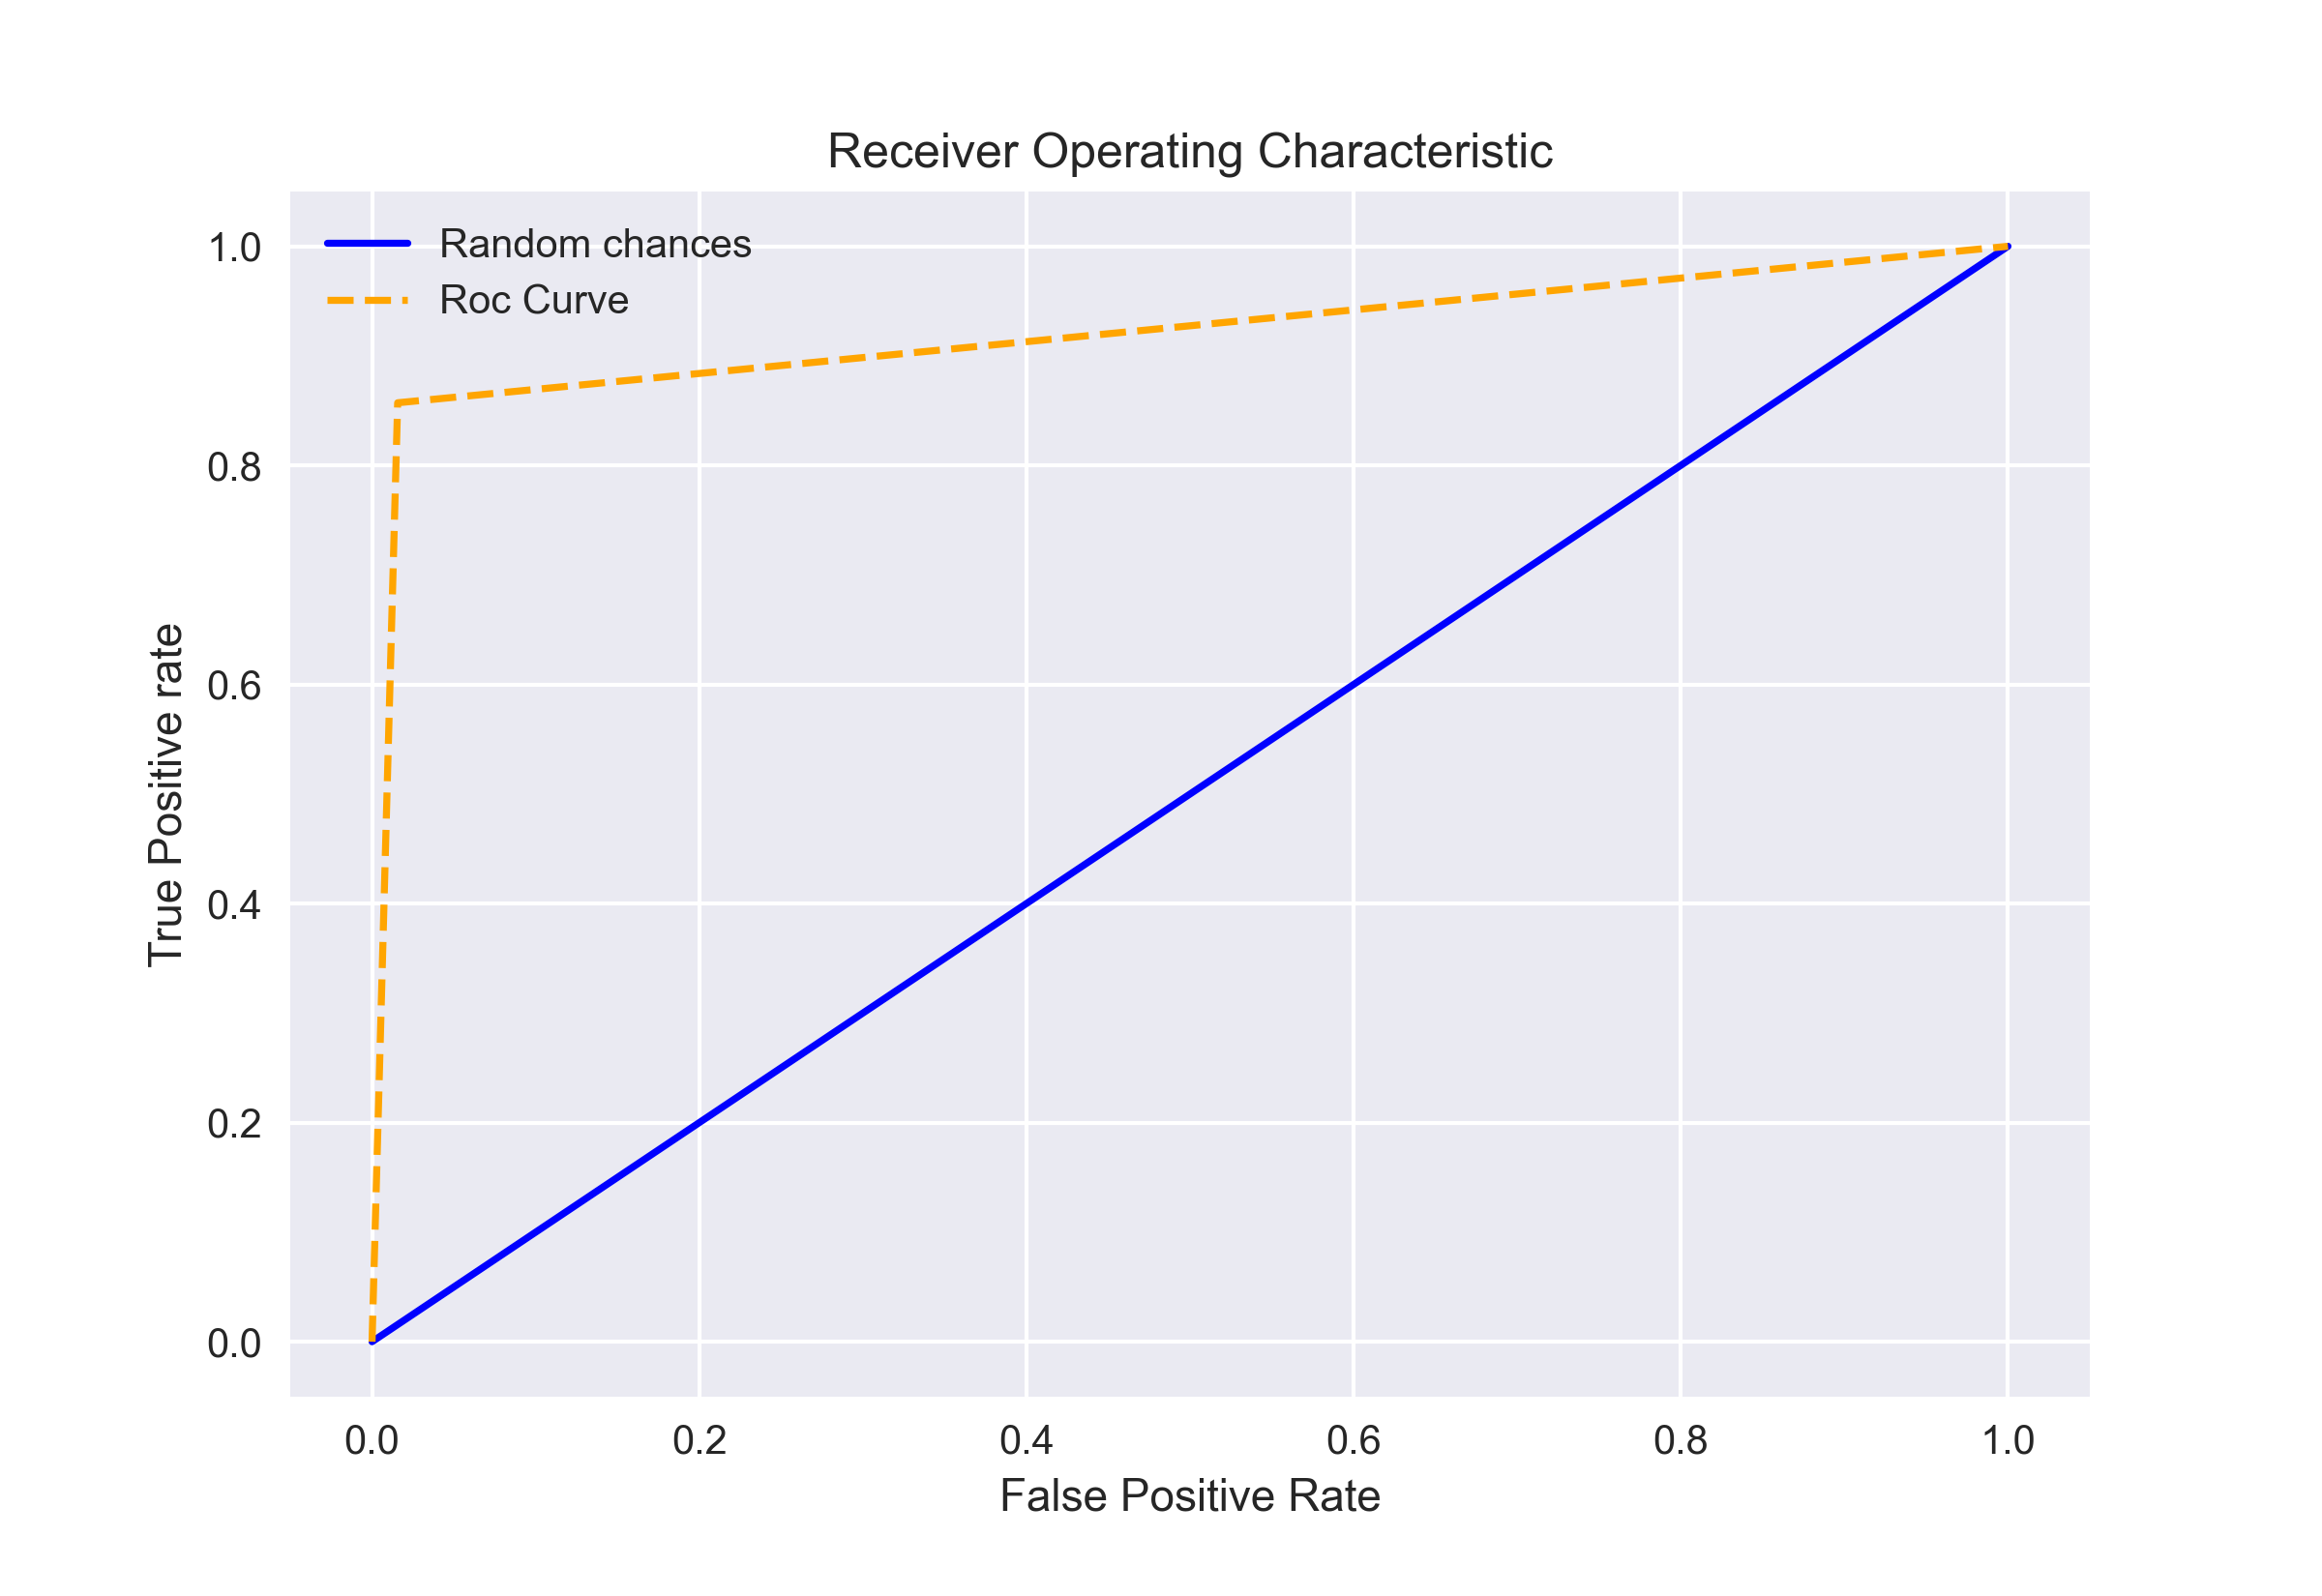 Receiver Operating Characteristic
Random chances
Roc Curve
1.0
0.8
0.6
0.4
0.2
0.0
True Positive rate
0.0 0.2 0.4 0.6 0.8 1.0
False Positive Rate